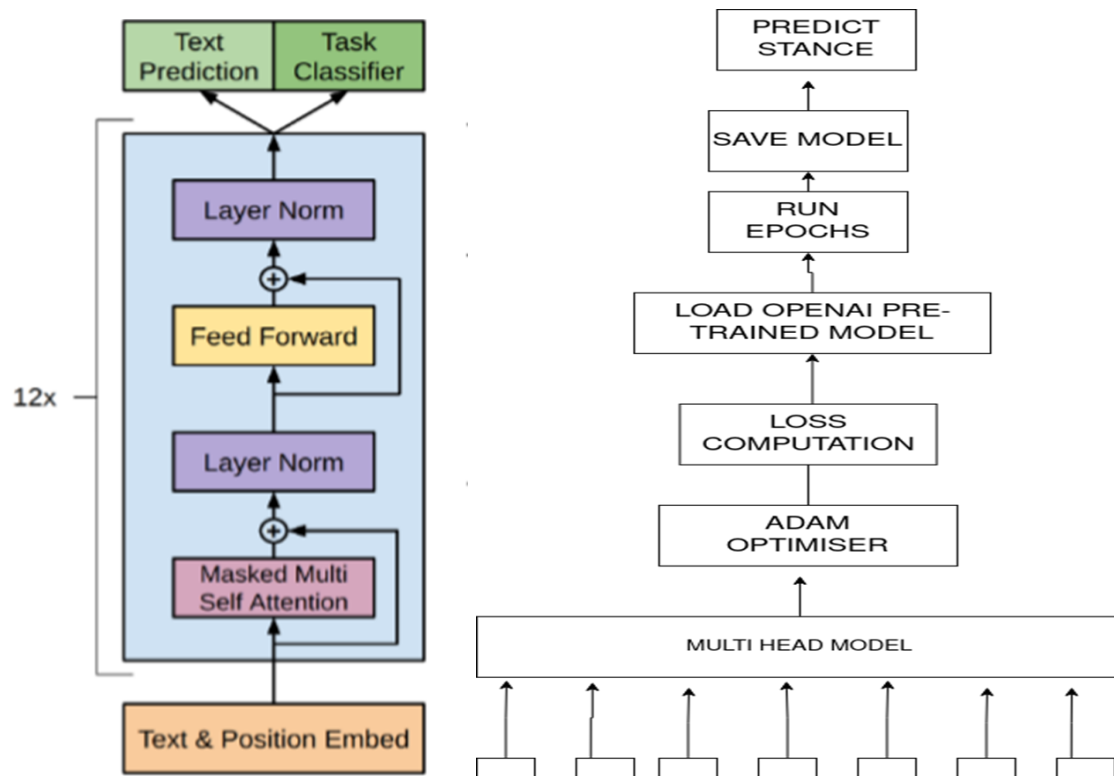 Text
Prediction
Task
Classifier
Layer Norm
Feed Forward
12x
Layer Norm
Masked Multi
Self Attention
Text & Position Embed
PREDICT
STANCE
SAVE MODEL
RUN
EPOCHS
LOAD OPENAI PRE-
TRAINED MODEL
LOSS
COMPUTATION
ADAM
OPTIMISER
MULTI HEAD MODEL